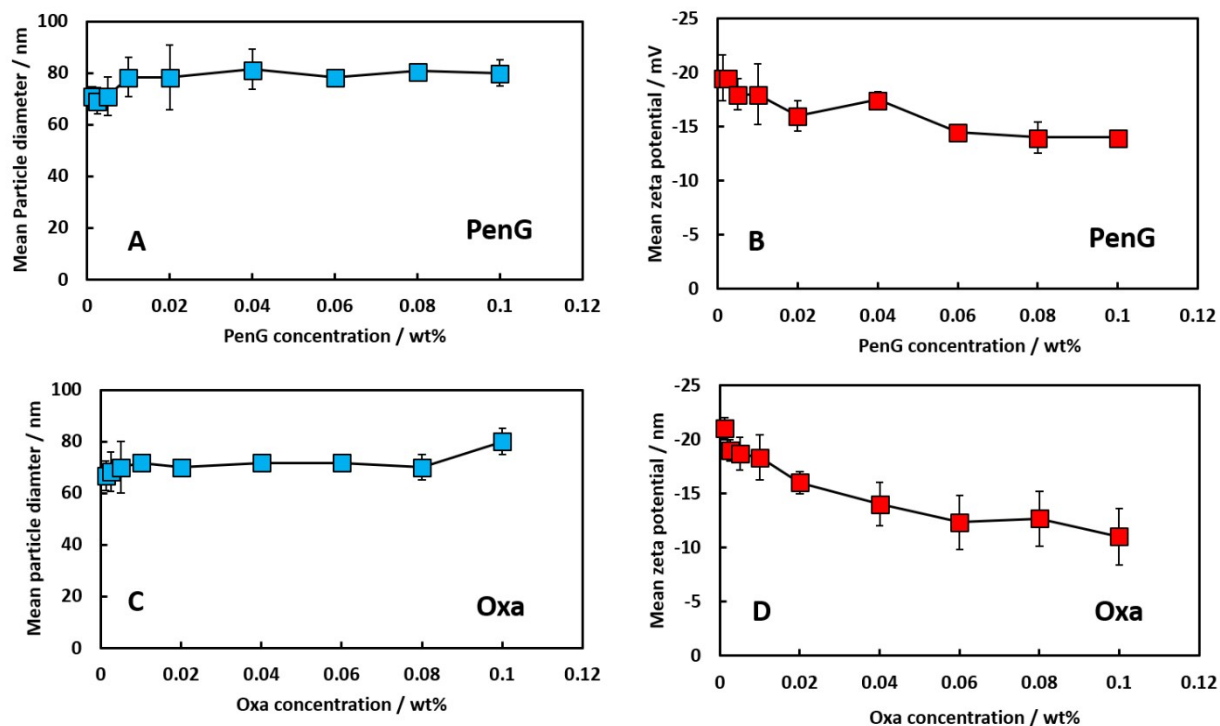 100
80
60
40
20
0
0 0.02 0.04 0.06 0.08 0.1 0.12
Mean Particle diameter / nm
PenG concentration / wt%
A
PenG
-25
-20
-15
-10
-5
0
0 0.02 0.04 0.06 0.08 0.1 0.12
Mean zeta potential / mV
PenG concentration / wt%
B
PenG
100
80
60
40
20
0
0 0.02 0.04 0.06 0.08 0.1 0.12
Mean particle diamter / nm
Oxa concentration / wt%
C
Oxa
-25
-20
-15
-10
-5
0
0 0.02 0.04 0.06 0.08 0.1 0.12
Mean zeta potential / nm
Oxa concentration / wt%
D
Oxa